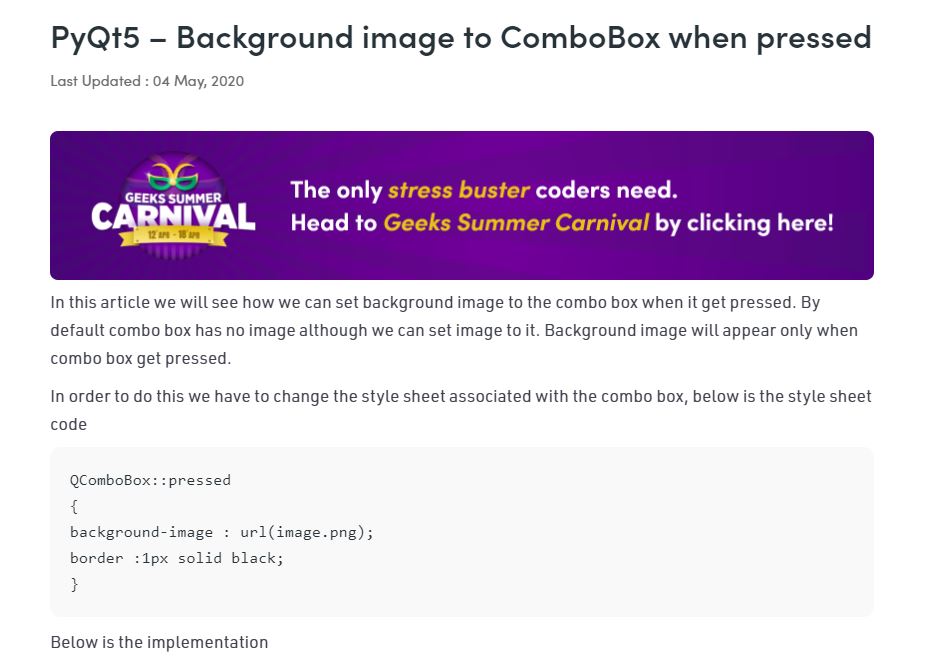 PyQt5 – Background image to ComboBox when pressed
Last Updated : 04 May, 2020
GEEKS SUMMER
CARNIVAL
12 APR - 18 APR
The only stress buster coders need.
Head to Geeks Summer Carnival by clicking here!
In this article we will see how we can set background image to the combo box when it get pressed. By
default combo box has no image although we can set image to it. Background image will appear only when
combo box get pressed.
In order to do this we have to change the style sheet associated with the combo box, below is the style sheet
code
QComboBox::pressed
{
background-image : url(image.png);
border :1px solid black;
}
Below is the implementation